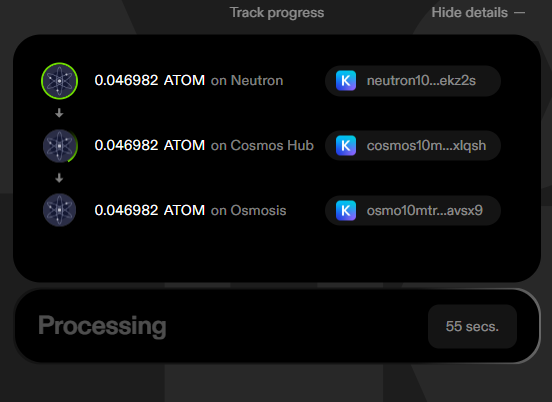 Track progress Hide details —
0.046982 ATOM on Neutron K neutron10...ekz2s
0.046982 ATOM on Cosmos Hub K cosmos10m...xlqsh
0.046982 ATOM on Osmosis K osmo10mtr...avsx9
Processing 55 secs.